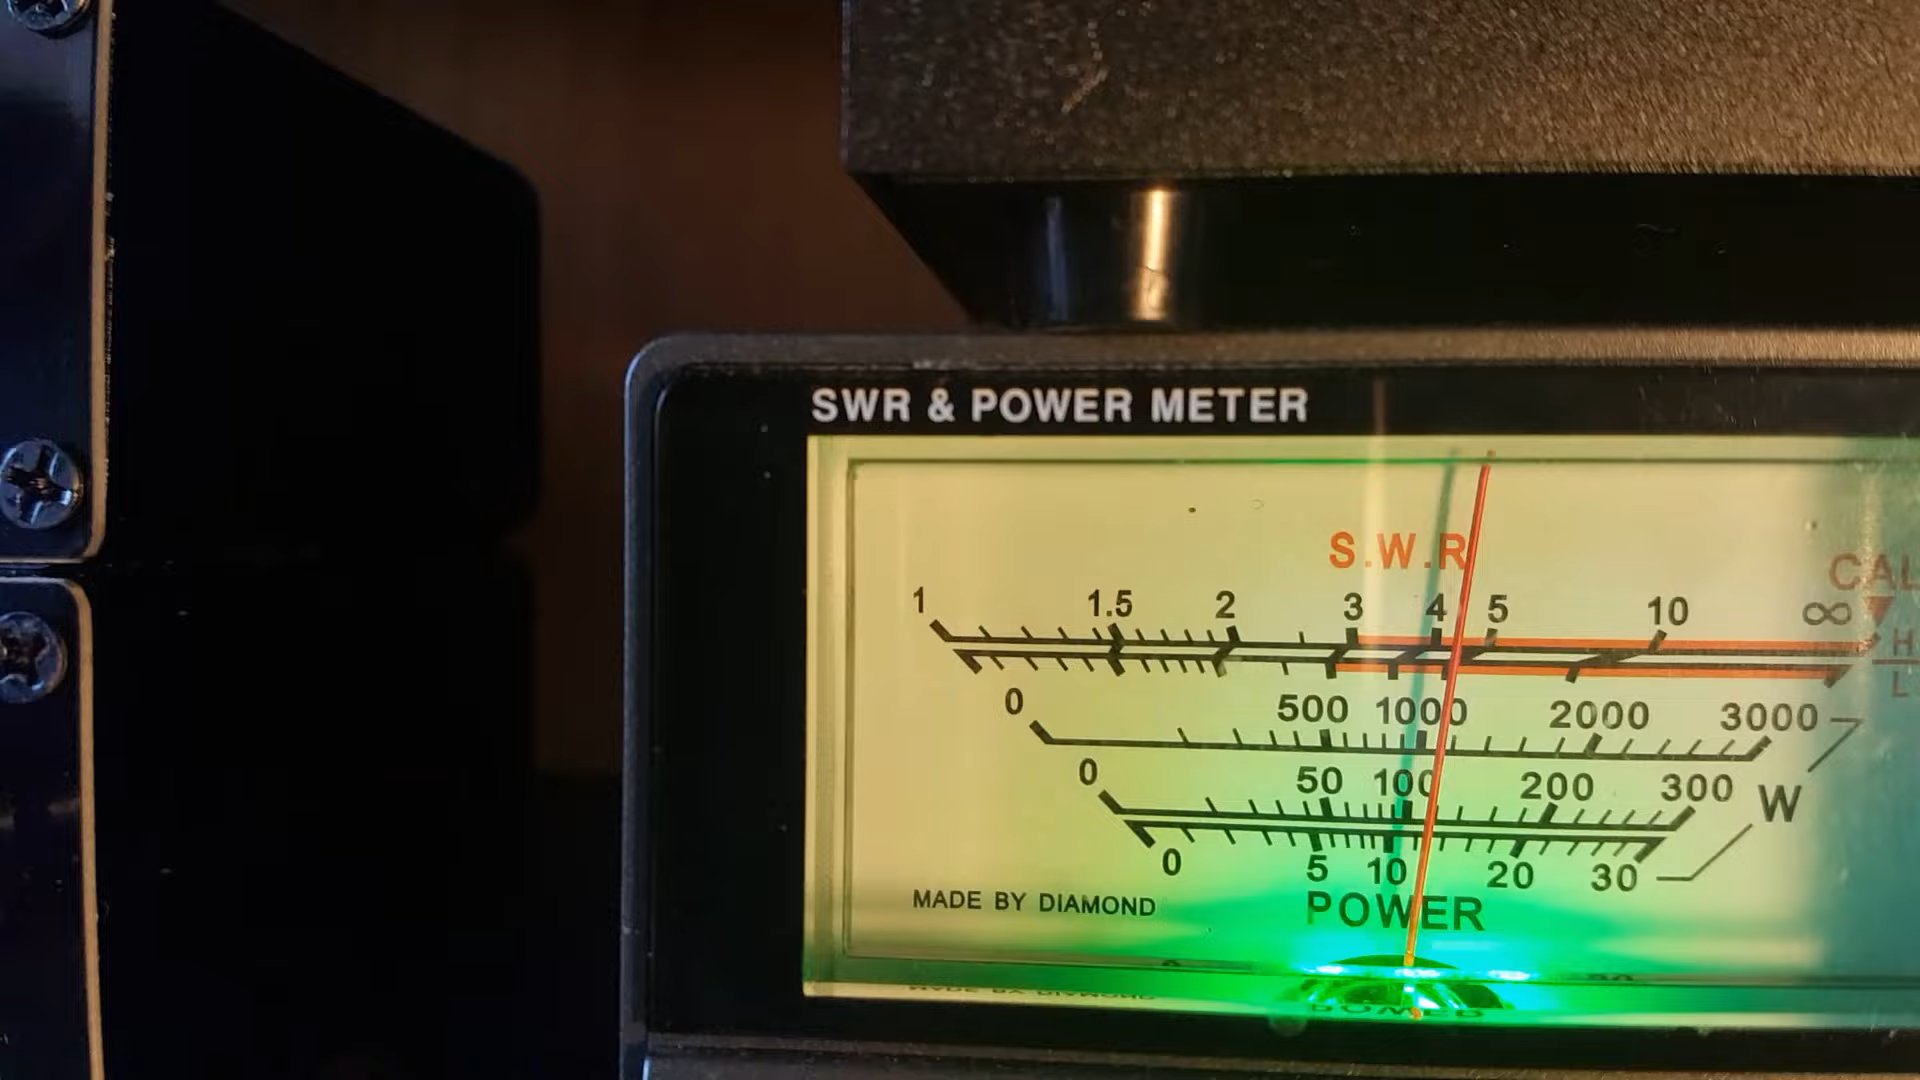 SWR & POWER METER
S.W.R
CAL
1 1.5 2 3 4 5 10 ∞
H
L
0 500 1000 2000 3000
0 50 100 200 300 W
0 5 10 20 30
MADE BY DIAMOND
POWER